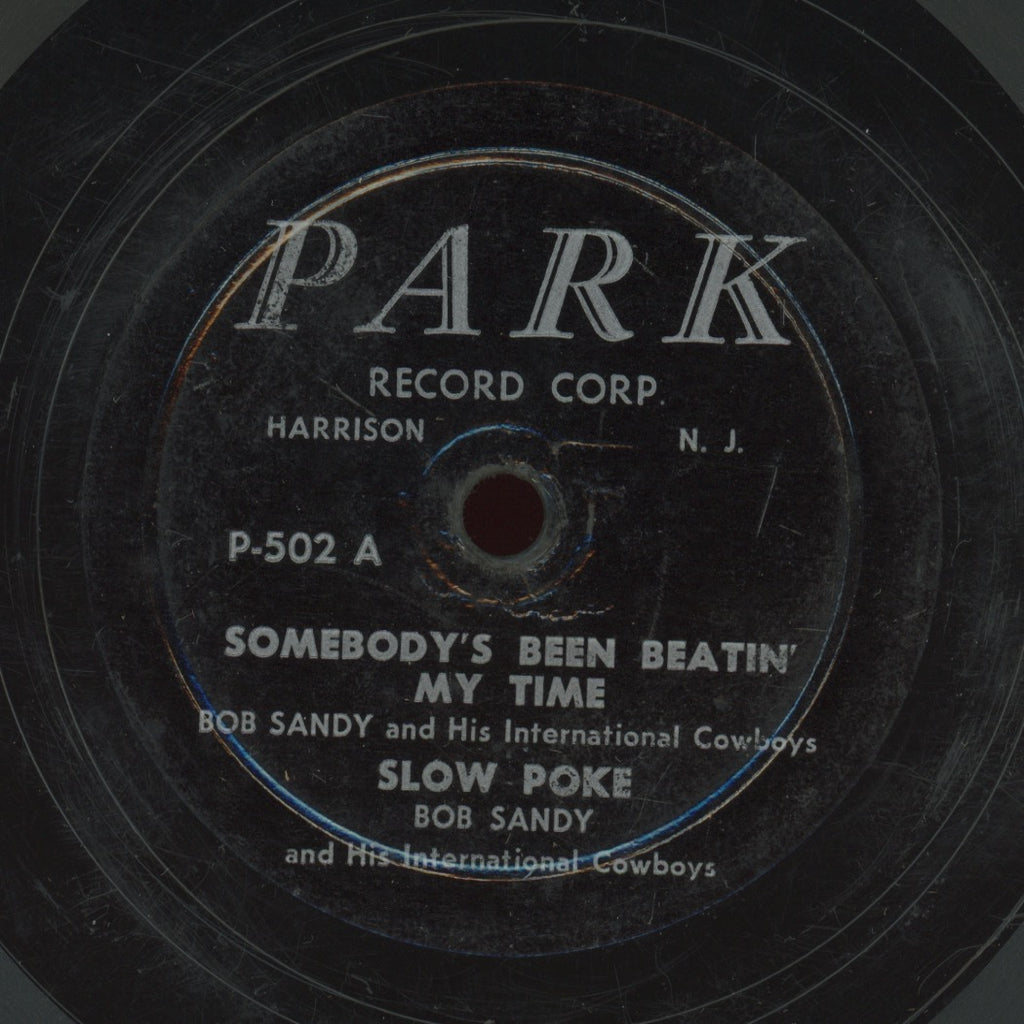 PARK
RECORD CORP.
HARRISON N. J.
P-502 A
SOMEBODY'S BEEN BEATIN'
MY TIME
BOB SANDY and His International Cowboys
SLOW POKE
BOB SANDY
and His International Cowboys